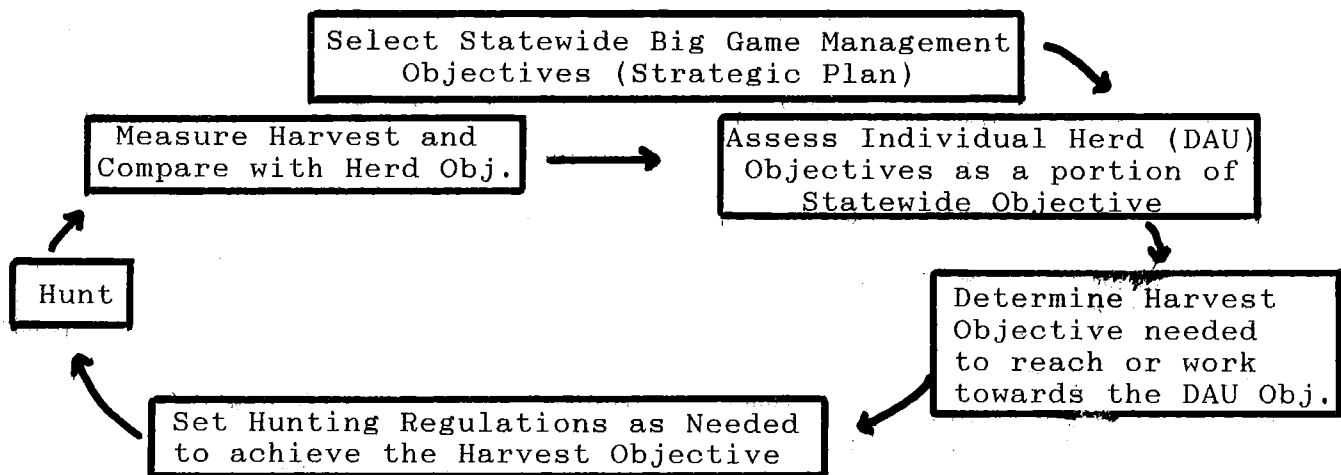 Select Statewide Big Game Management
Objectives (Strategic Plan)
Measure Harvest and
Compare with Herd Obj.
Assess Individual Herd (DAU)
Objectives as a portion of
Statewide Objective
Hunt
Determine Harvest
Objective needed
to reach or work
towards the DAU Obj.
Set Hunting Regulations as Needed
to achieve the Harvest Objective